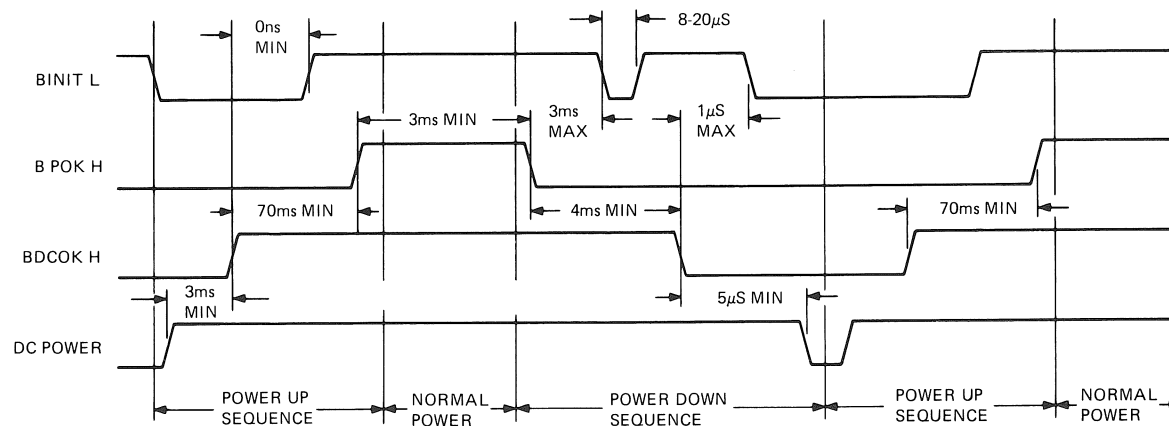 0ns
MIN
8-20µS
BINIT L
3ms MIN
3ms
MAX
1µS
MAX
B POK H
70ms MIN
4ms MIN
70ms MIN
BDCOK H
3ms
MIN
5µS MIN
DC POWER
POWER UP
SEQUENCE
NORMAL
POWER
POWER DOWN
SEQUENCE
POWER UP
SEQUENCE
NORMAL
POWER